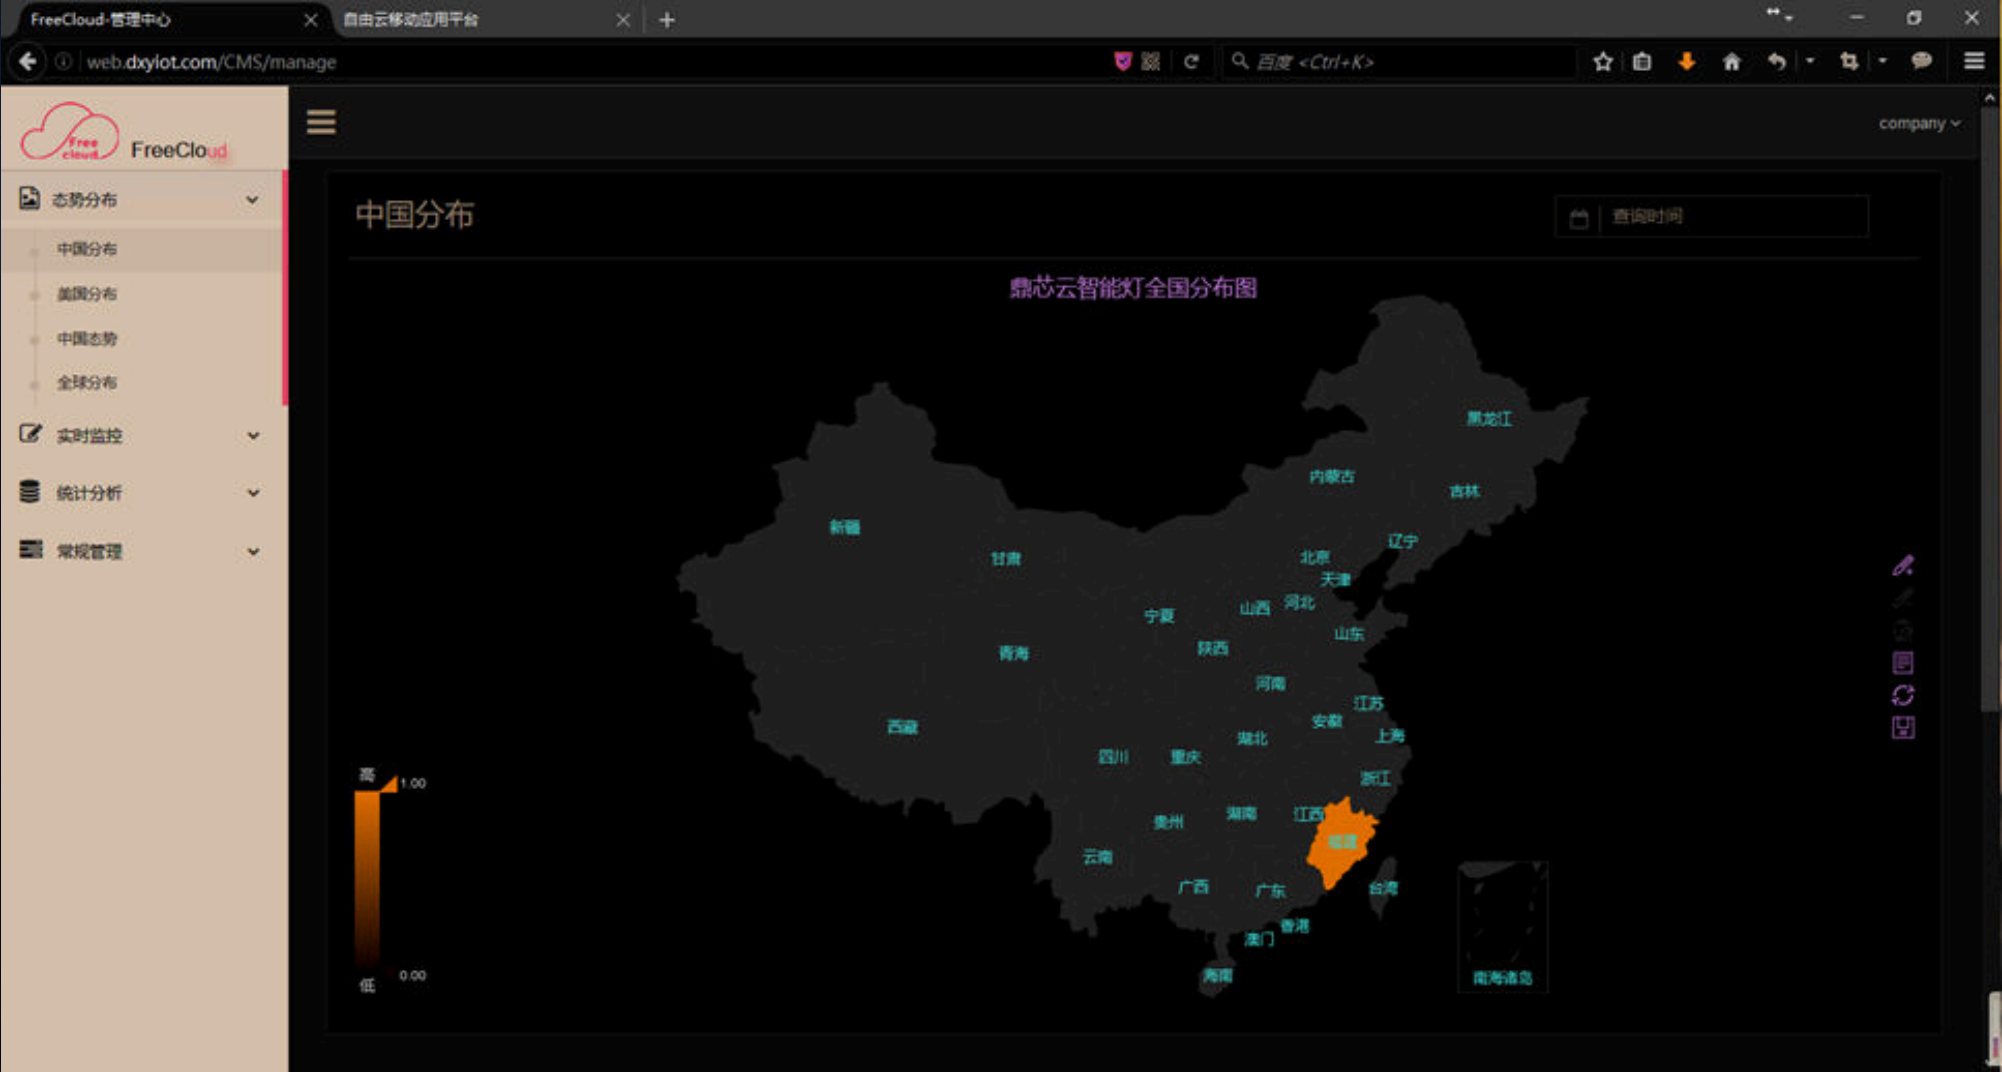 FreeCloud-管理中心
自由云移动应用平台
web.dxyiot.com/CMS/manage
百度 <Ctrl+K>
free
cloud
FreeCloud
company
态势分布
中国分布
美国分布
中国态势
全球分布
实时监控
统计分析
常规管理
中国分布
查询时间
鼎芯云智能灯全国分布图
黑龙江
内蒙古
吉林
新疆
辽宁
北京
甘肃
天津
河北
山西
宁夏
山东
陕西
青海
河南
江苏
安徽
西藏
上海
湖北
四川
重庆
浙江
湖南
江西
贵州
福建
云南
广西
广东
台湾
香港
澳门
海南
南海诸岛
高
1.00
0.00
低